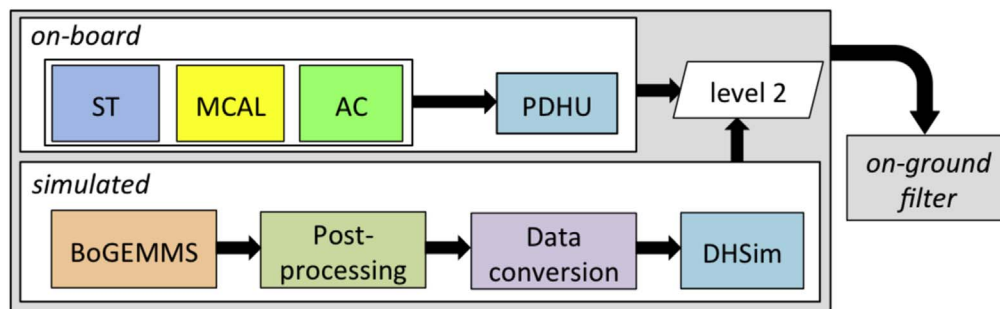 on-board
ST
MCAL
AC
PDHU
level 2
on-ground
filter
simulated
BoGEMMS
Post-
processing
Data
conversion
DHSim